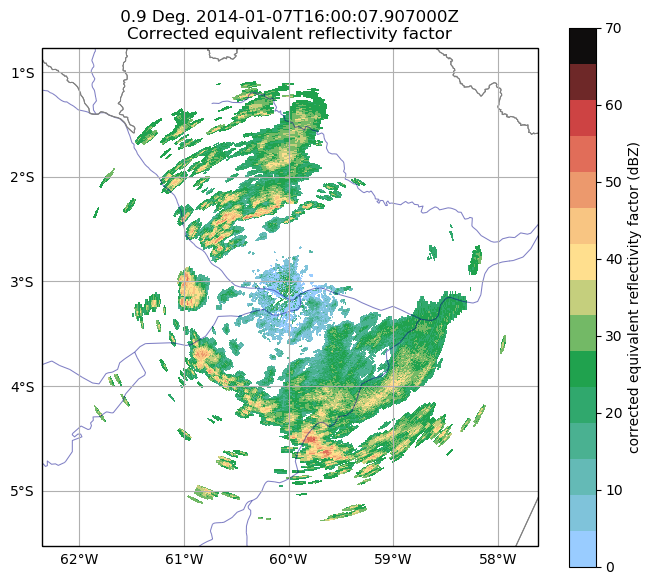 0.9 Deg. 2014-01-07T16:00:07.907000Z
Corrected equivalent reflectivity factor
1°S
2°S
3°S
4°S
5°S
62°W 61°W 60°W 59°W 58°W
70
60
50
40
30
20
10
0
corrected equivalent reflectivity factor (dBZ)